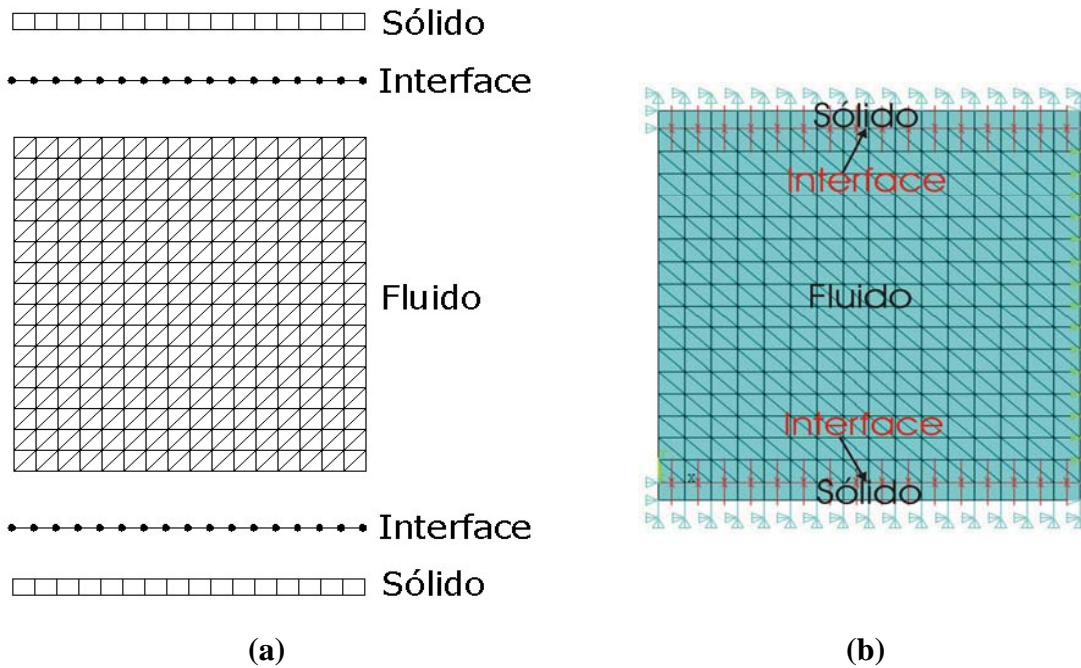 Sólido
Interface
Fluido
Interface
Sólido
(a)
Sólido
Interface
Fluido
Interface
x
Sólido
(b)